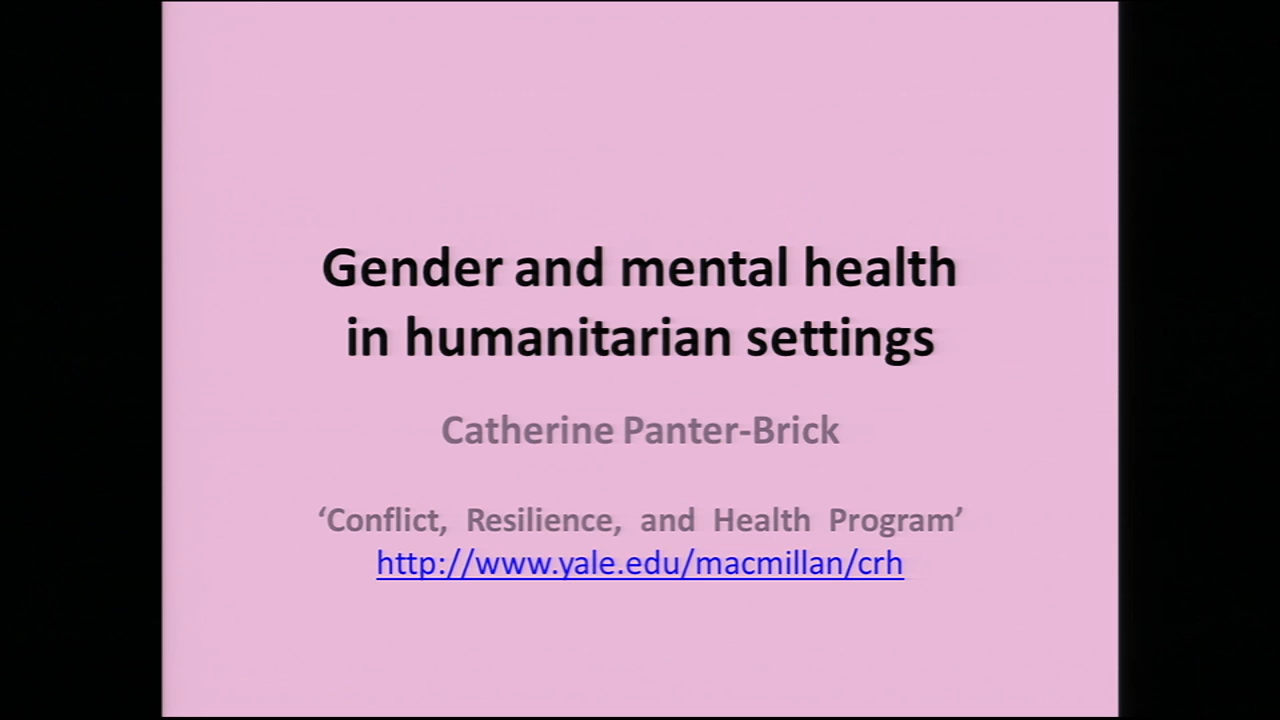 Gender and mental health
in humanitarian settings
Catherine Panter-Brick
‘Conflict, Resilience, and Health Program’
http://www.yale.edu/macmillan/crh